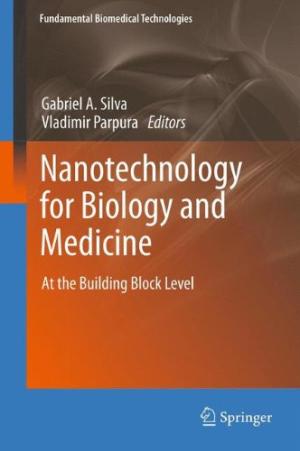 Fundamental Biomedical Technologies
Gabriel A. Silva
Vladimir Parpura Editors
Nanotechnology
for Biology and
Medicine
At the Building Block Level
Springer